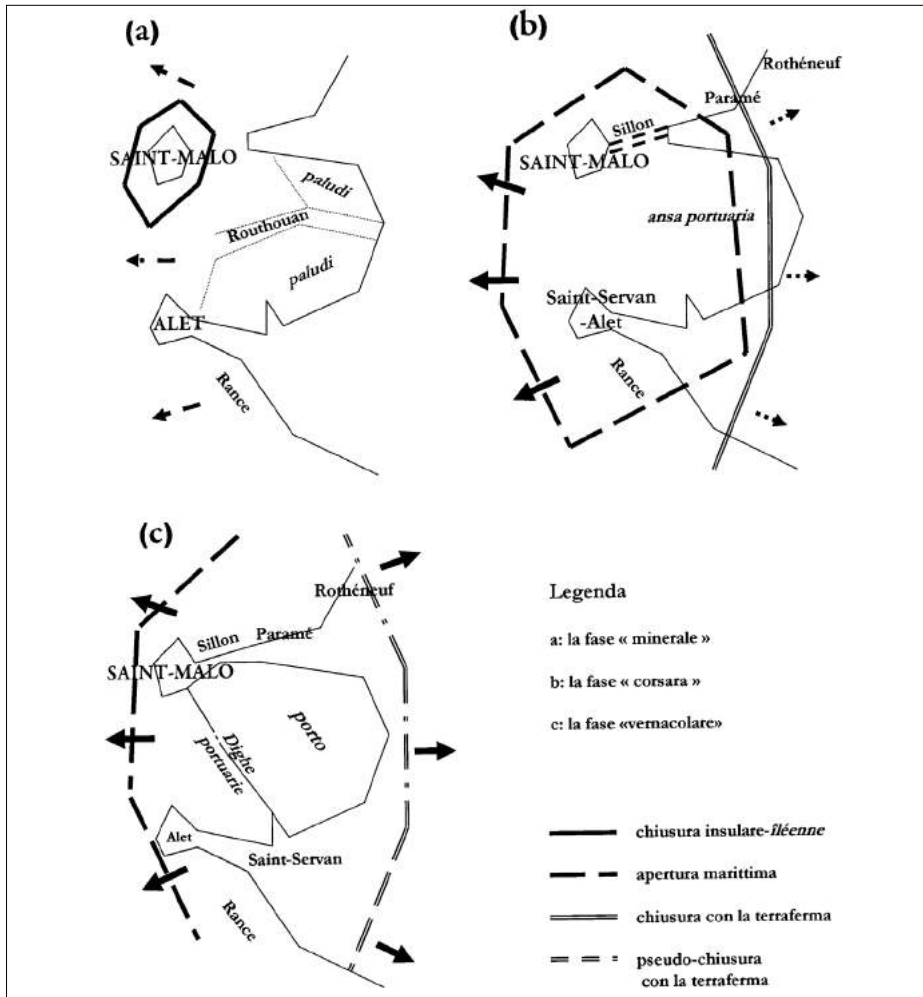 (a)
SAINT-MALO
paludi
Routhouan
paludi
ALET
Rance
(b)
Rothéneuf
Paramé
Sillon
SAINT-MALO
ansa portuaria
Saint-Servan
-Alet
Rance
(c)
Rothéneuf
Sillon
Paramé
SAINT-MALO
porto
Dighe
portuarie
Alet
Saint-Servan
Rance
Legenda
a: la fase « minerale »
b: la fase « corsara »
c: la fase «vernacolare»
chiusura insulare-îléenne
apertura marittima
chiusura con la terraferma
pseudo-chiusura
con la terraferma